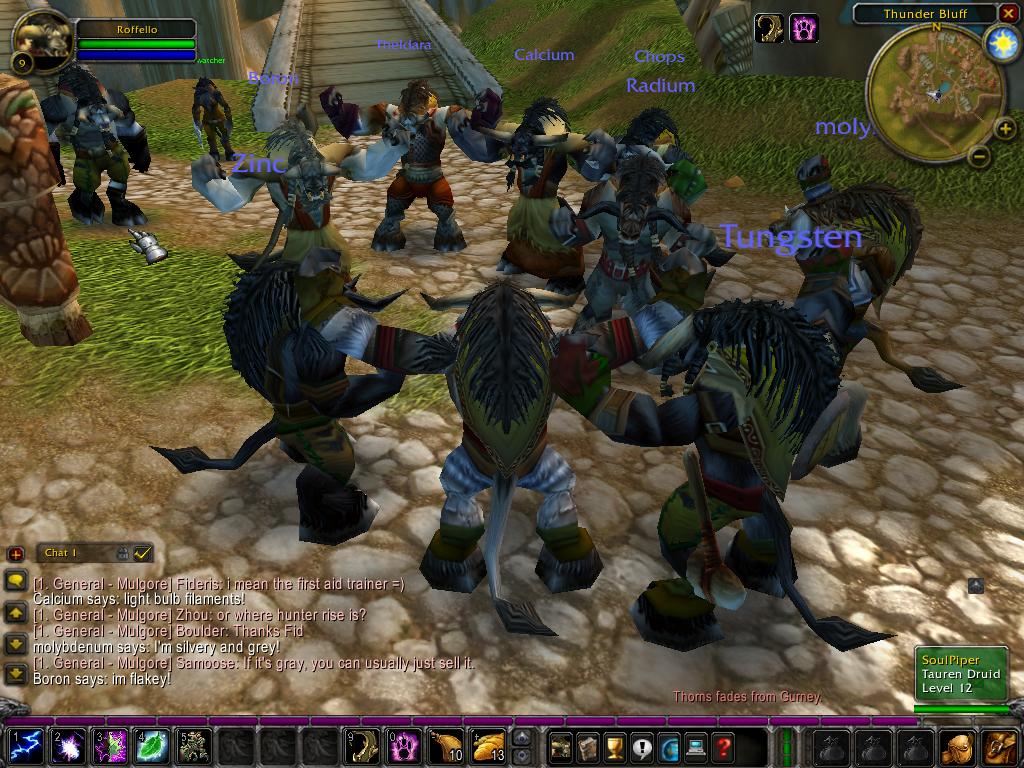 Roffello
9
watcher
Thunder Bluff
N
Theldara
Calcium
Chops
Boron
Radium
moly
Zinc
Tungsten
Chat 1
[1. General - Mulgore] Fideris: i mean the first aid trainer =)
Calcium says: light bulb filaments!
[1. General - Mulgore] Zhou: or where hunter rise is?
[1. General - Mulgore] Boulder: Thanks Fid
molybdenum says: I'm silvery and grey!
[1. General - Mulgore] Samoose: If it's gray, you can usually just sell it.
Boron says: im flakey!
Thorns fades from Gurney.
SoulPiper
Tauren Druid
Level 12
1 2 3 4 5 9 0 - 10 = 13